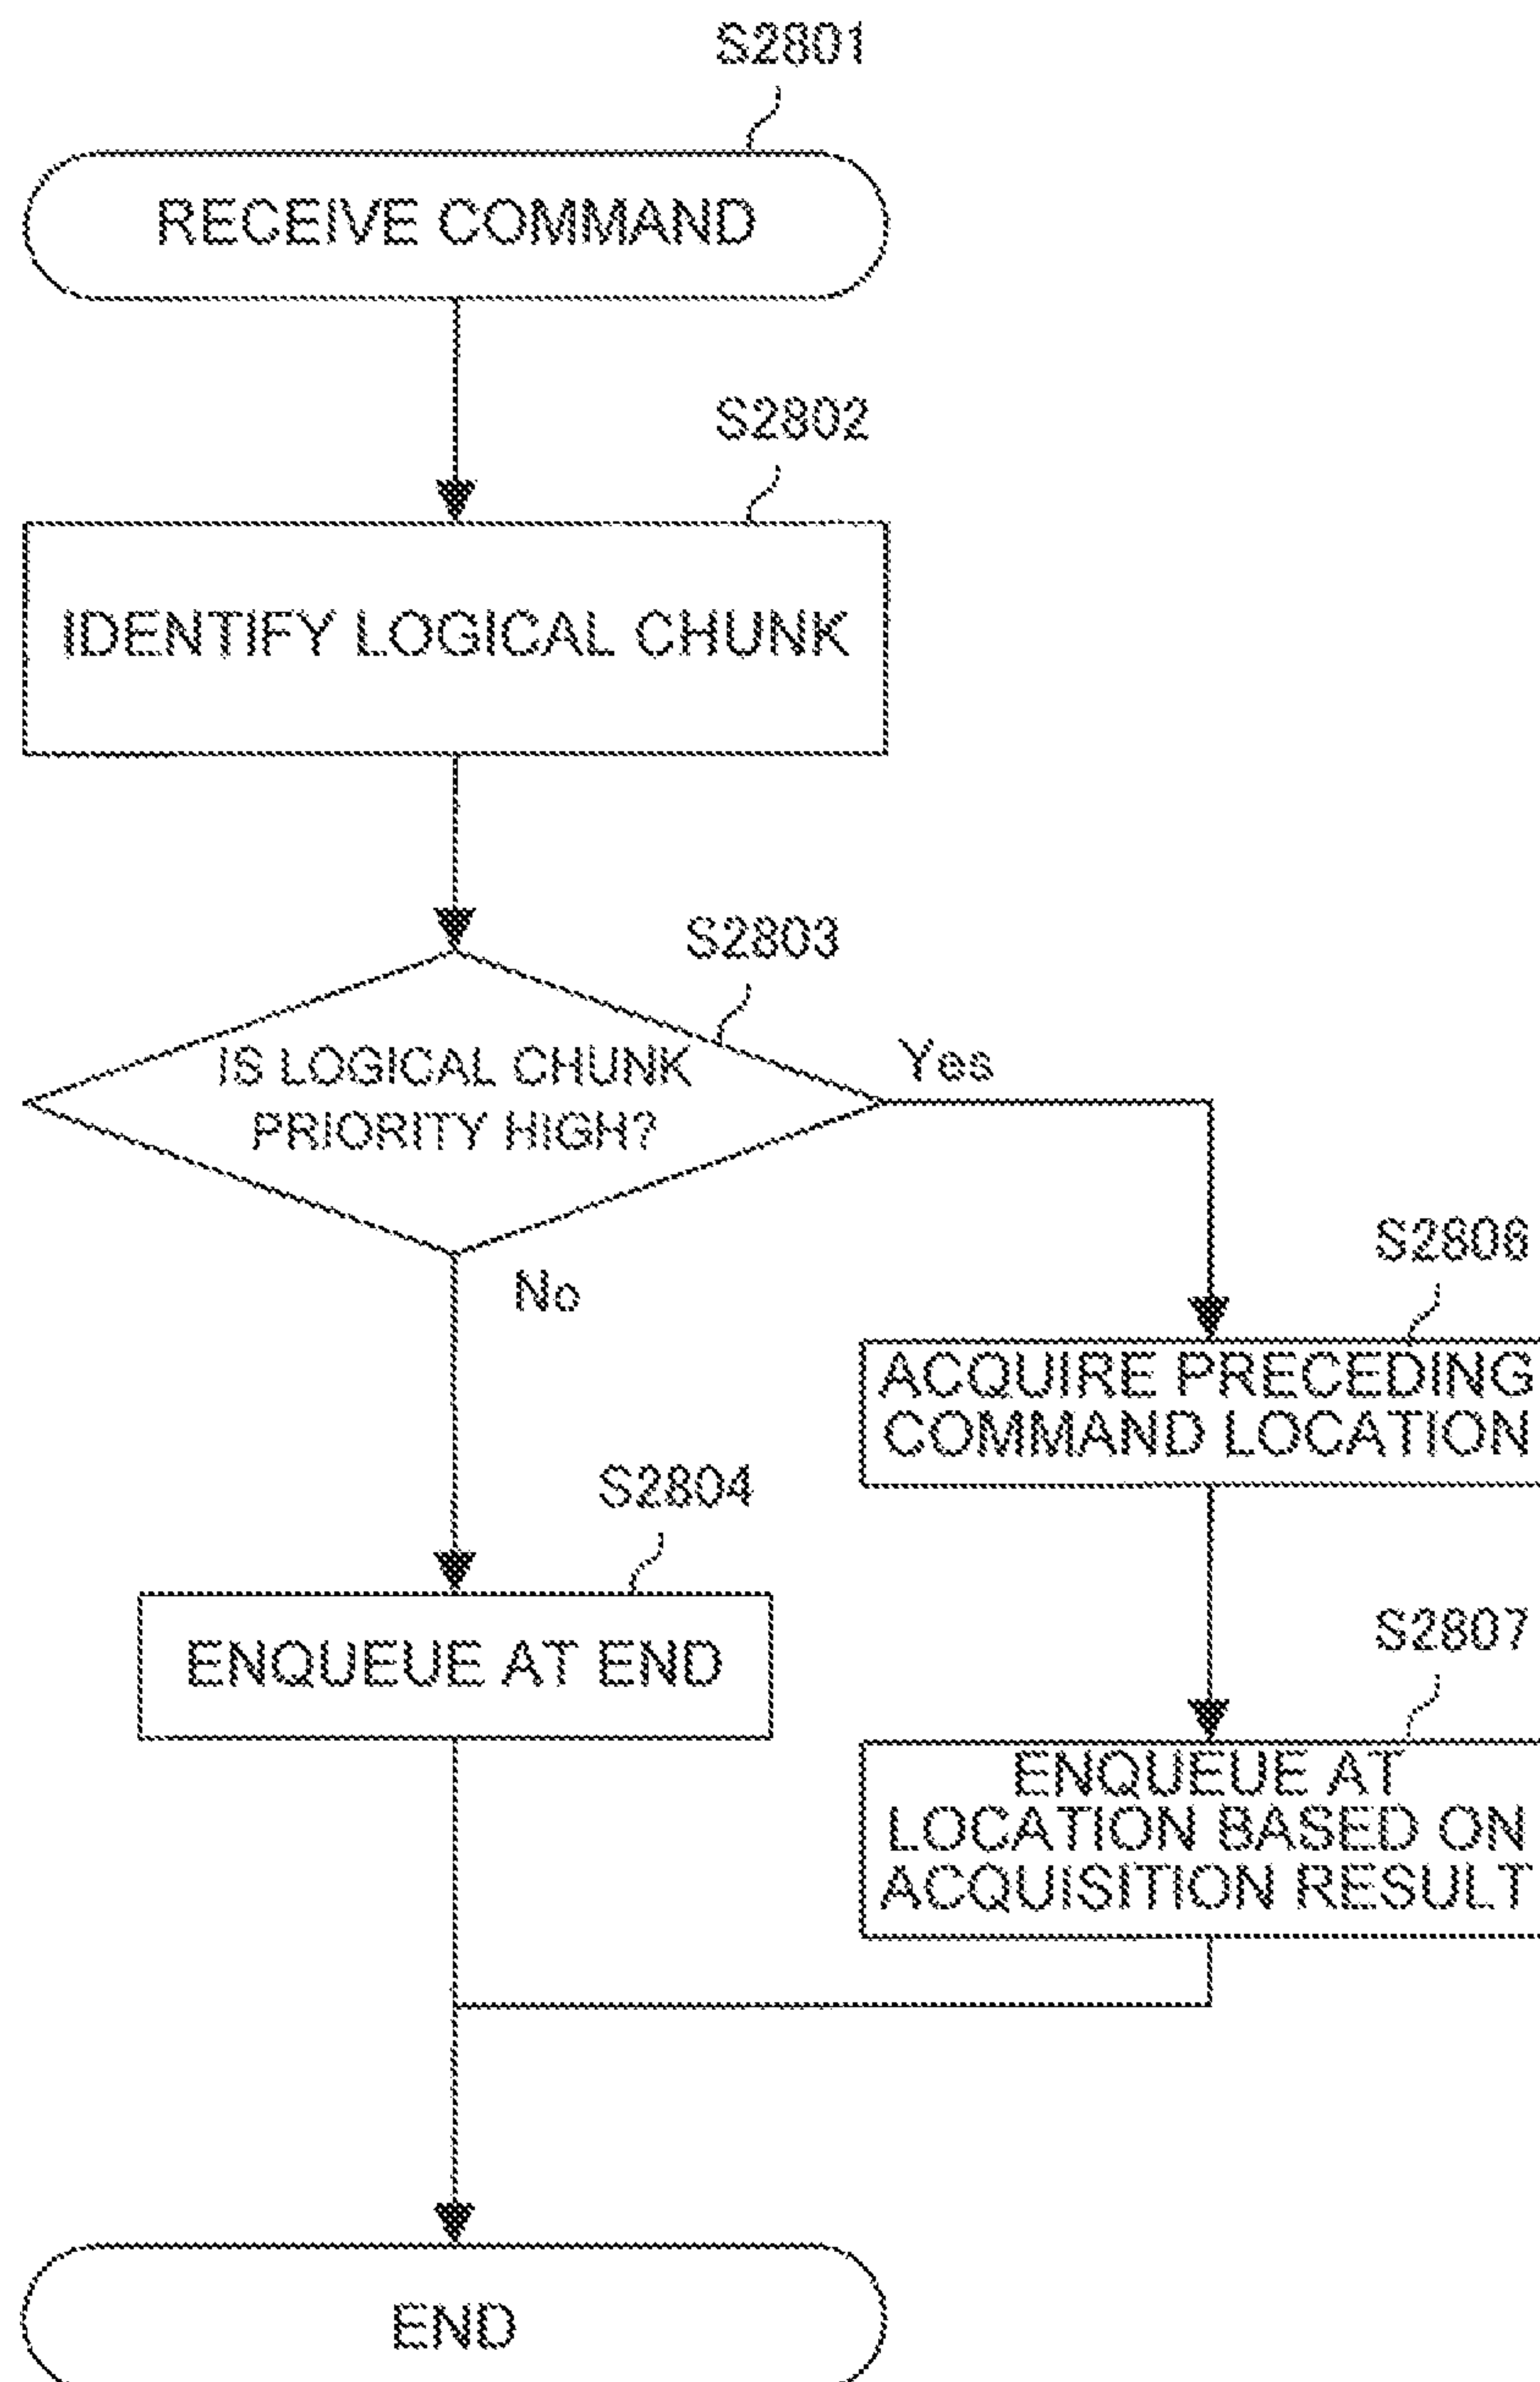 S2801
RECEIVE COMMAND
S2802
IDENTIFY LOGICAL CHUNK
S2803
IS LOGICAL CHUNK
PRIORITY HIGH?
Yes
No
S2806
ACQUIRE PRECEDING
COMMAND LOCATION
S2804
ENQUEUE AT END
S2807
ENQUEUE AT
LOCATION BASED ON
ACQUISITION RESULT
END